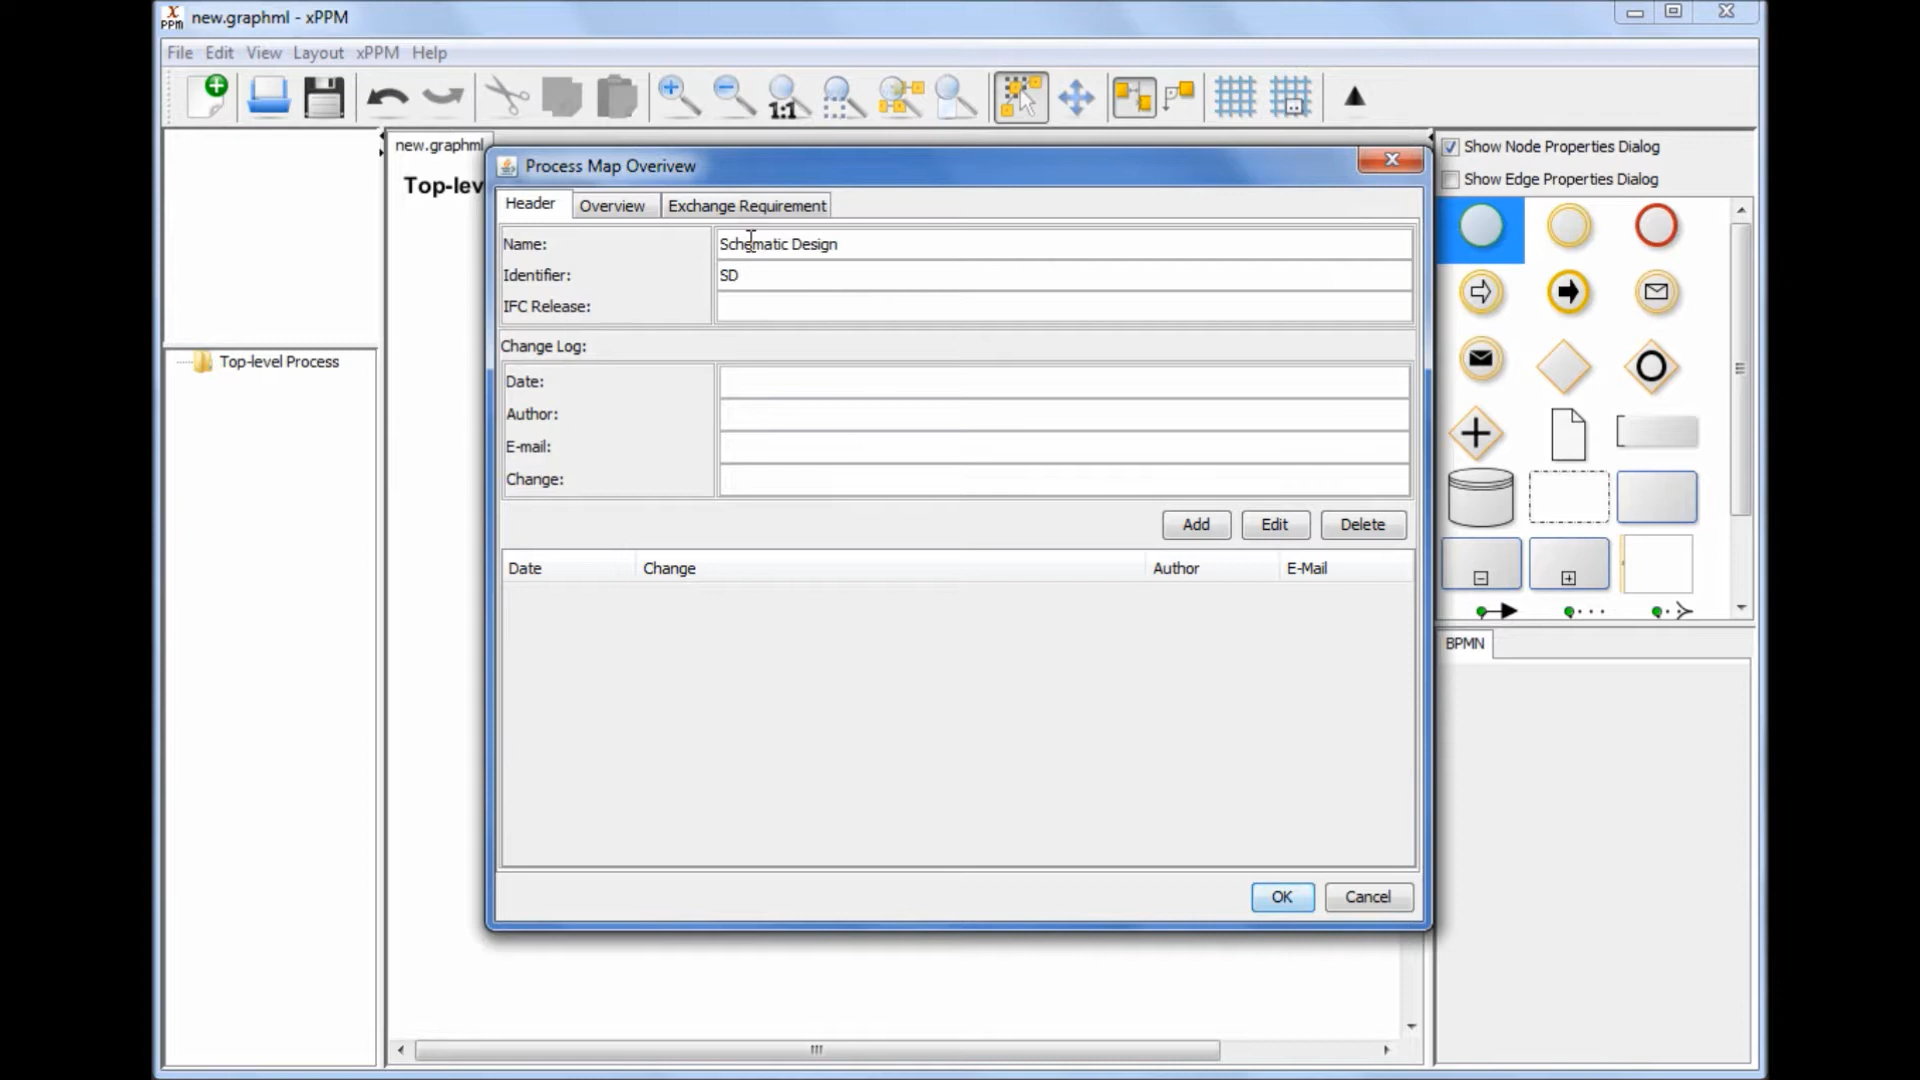 X
PPM
new.graphml - xPPM
File Edit View Layout xPPM Help
1:1
new.graphml
Top-lev
Top-level Process
Process Map Overivew
Header Overview Exchange Requirement
Name: Schematic Design
Identifier: SD
IFC Release:
Change Log:
Date:
Author:
E-mail:
Change:
Add Edit Delete
Date Change Author E-Mail
OK Cancel
Show Node Properties Dialog
Show Edge Properties Dialog
BPMN